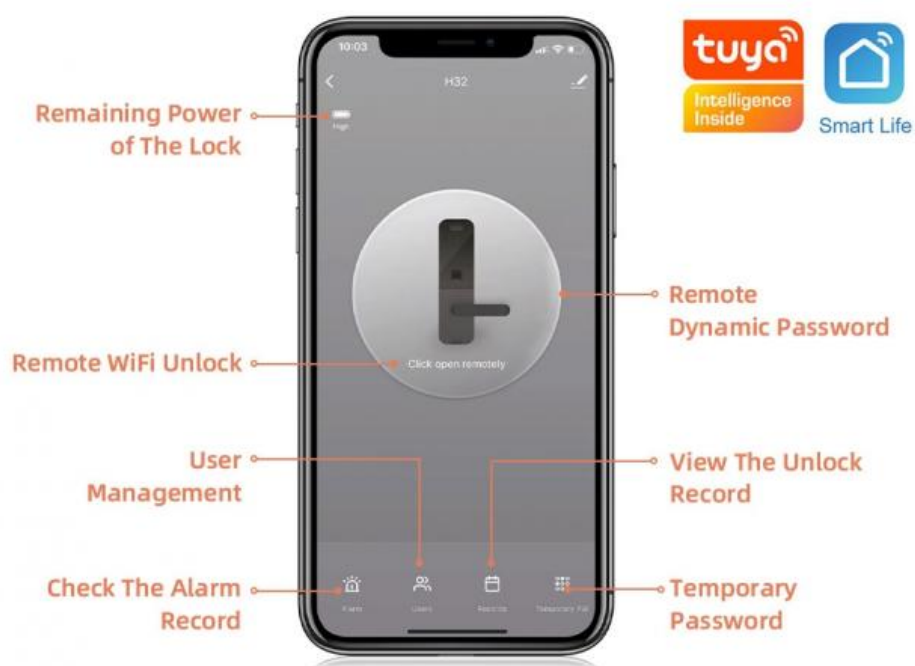 10:03
H32
High
Remaining Power
of The Lock
tuya
Intelligence
Inside
Smart Life
Remote
Dynamic Password
Remote WiFi Unlock
Click open remotely
User
Management
View The Unlock
Record
Check The Alarm
Record
Temporary
Password
Alarm
Users
Records
Temporary